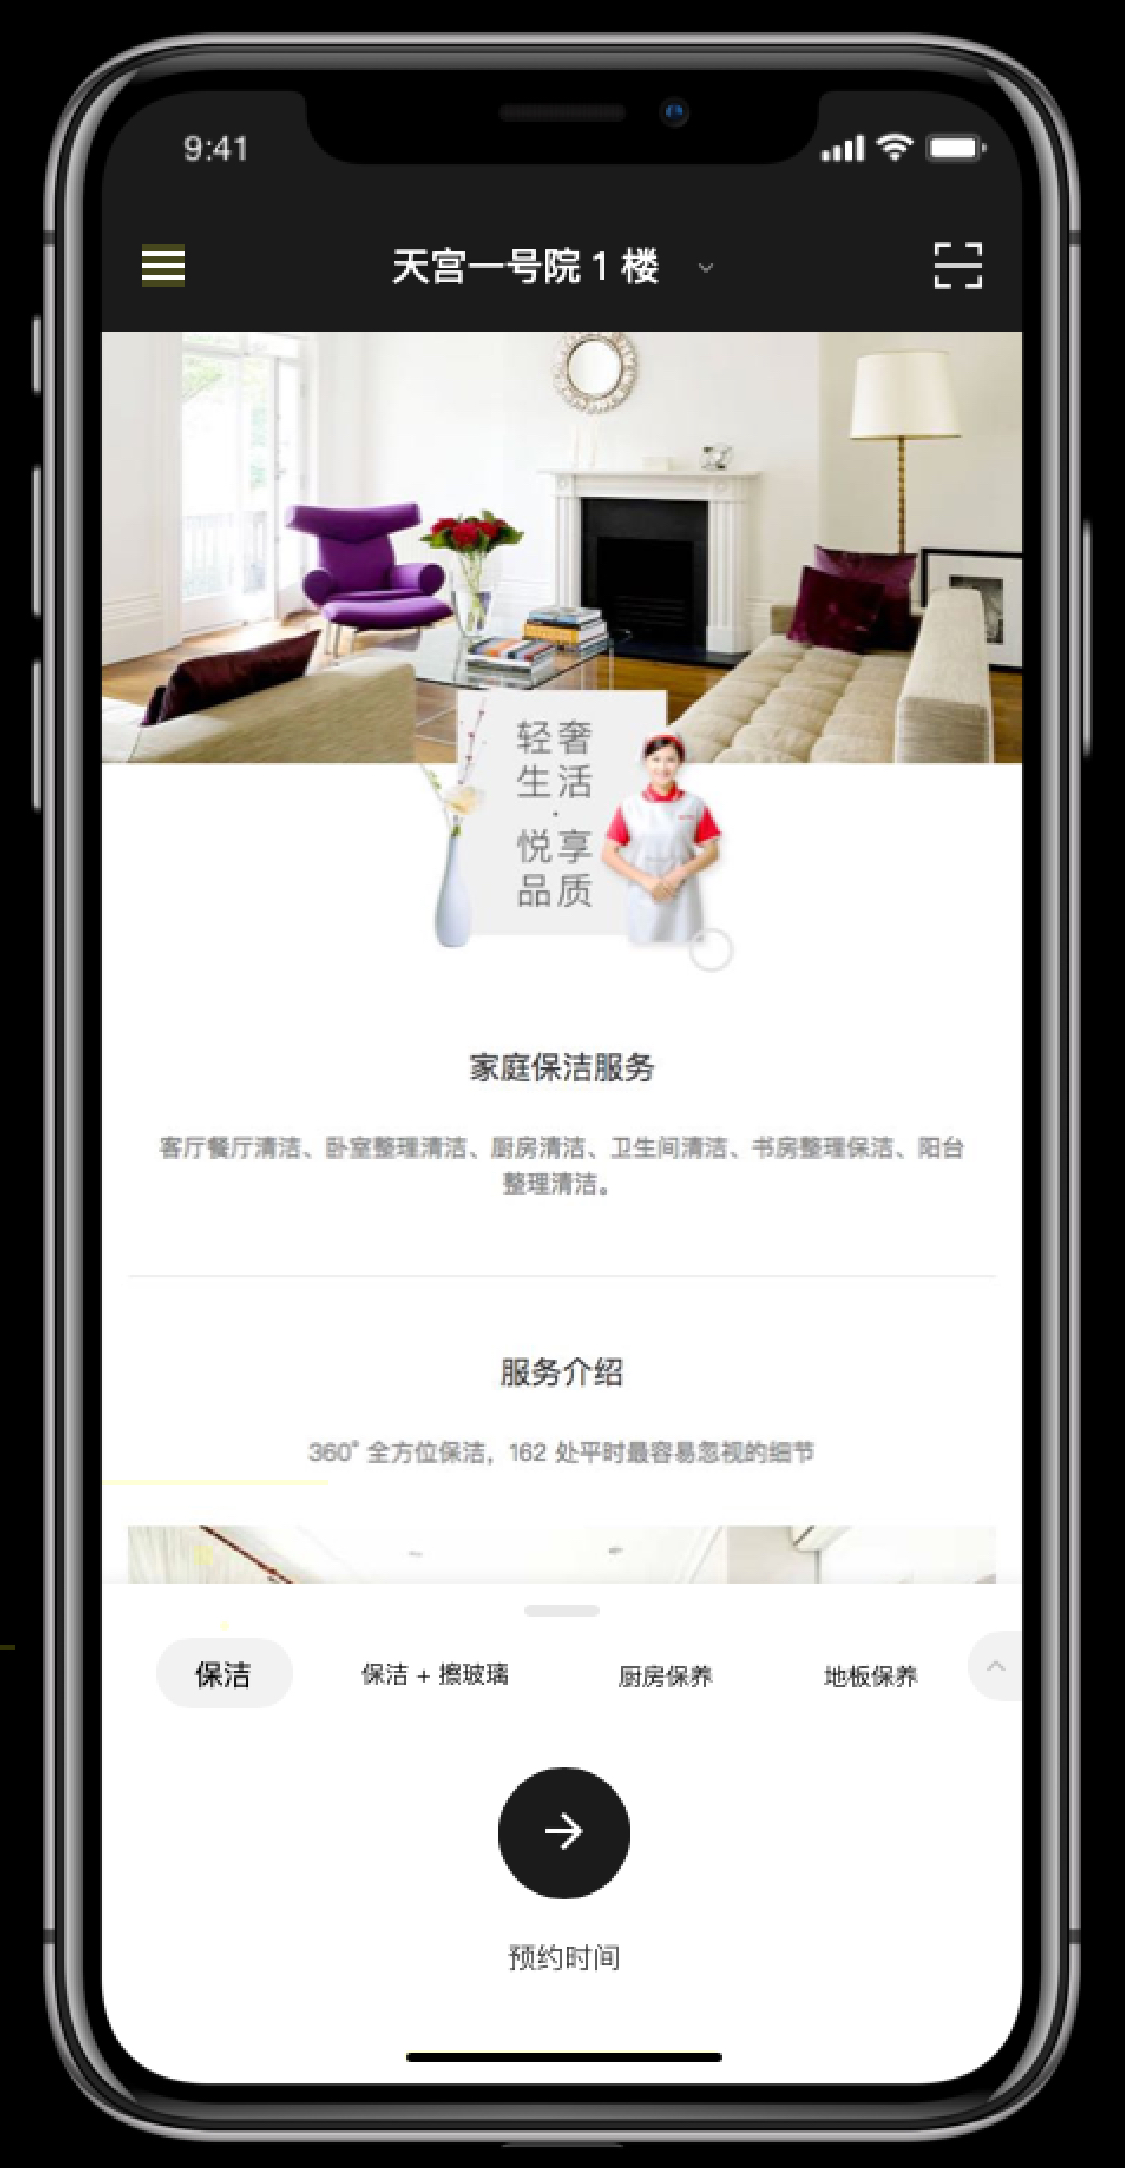 9:41
天宫一号院 1 楼
轻奢
生活
·
悦享
品质
家庭保洁服务
客厅餐厅清洁、卧室整理清洁、厨房清洁、卫生间清洁、书房整理保洁、阳台
整理清洁。
服务介绍
360° 全方位保洁，162 处平时最容易忽视的细节
保洁 保洁 + 擦玻璃 厨房保养 地板保养
预约时间